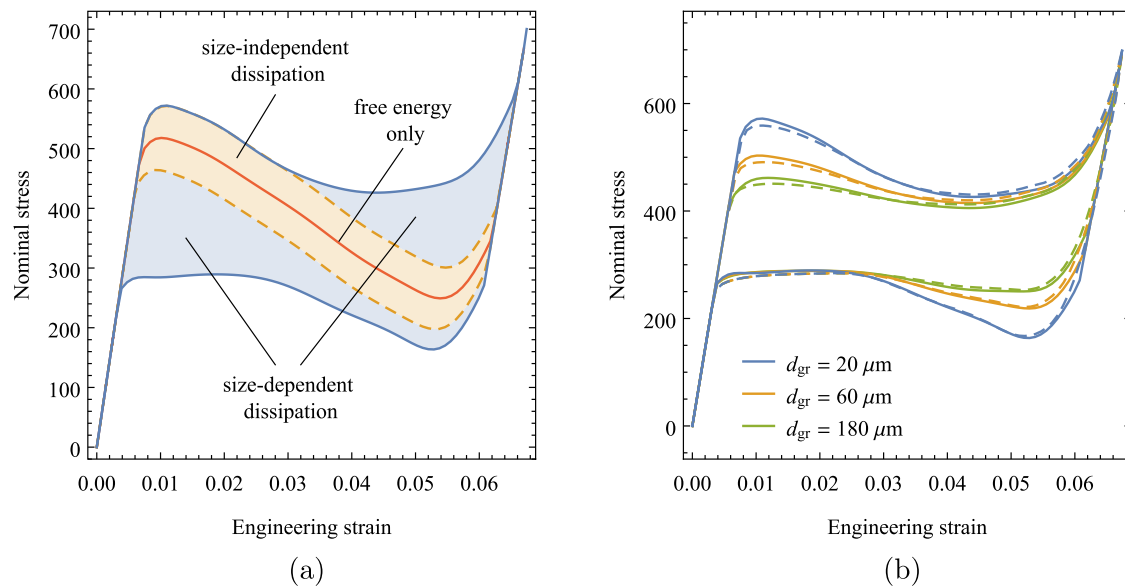 700
600
500
400
300
200
100
0
Nominal stress
size-independent
dissipation
free energy
only
size-dependent
dissipation
0.00 0.01 0.02 0.03 0.04 0.05 0.06
Engineering strain
(a)
600
400
200
0
Nominal stress
d_gr = 20 μm
d_gr = 60 μm
d_gr = 180 μm
0.00 0.01 0.02 0.03 0.04 0.05 0.06
Engineering strain
(b)